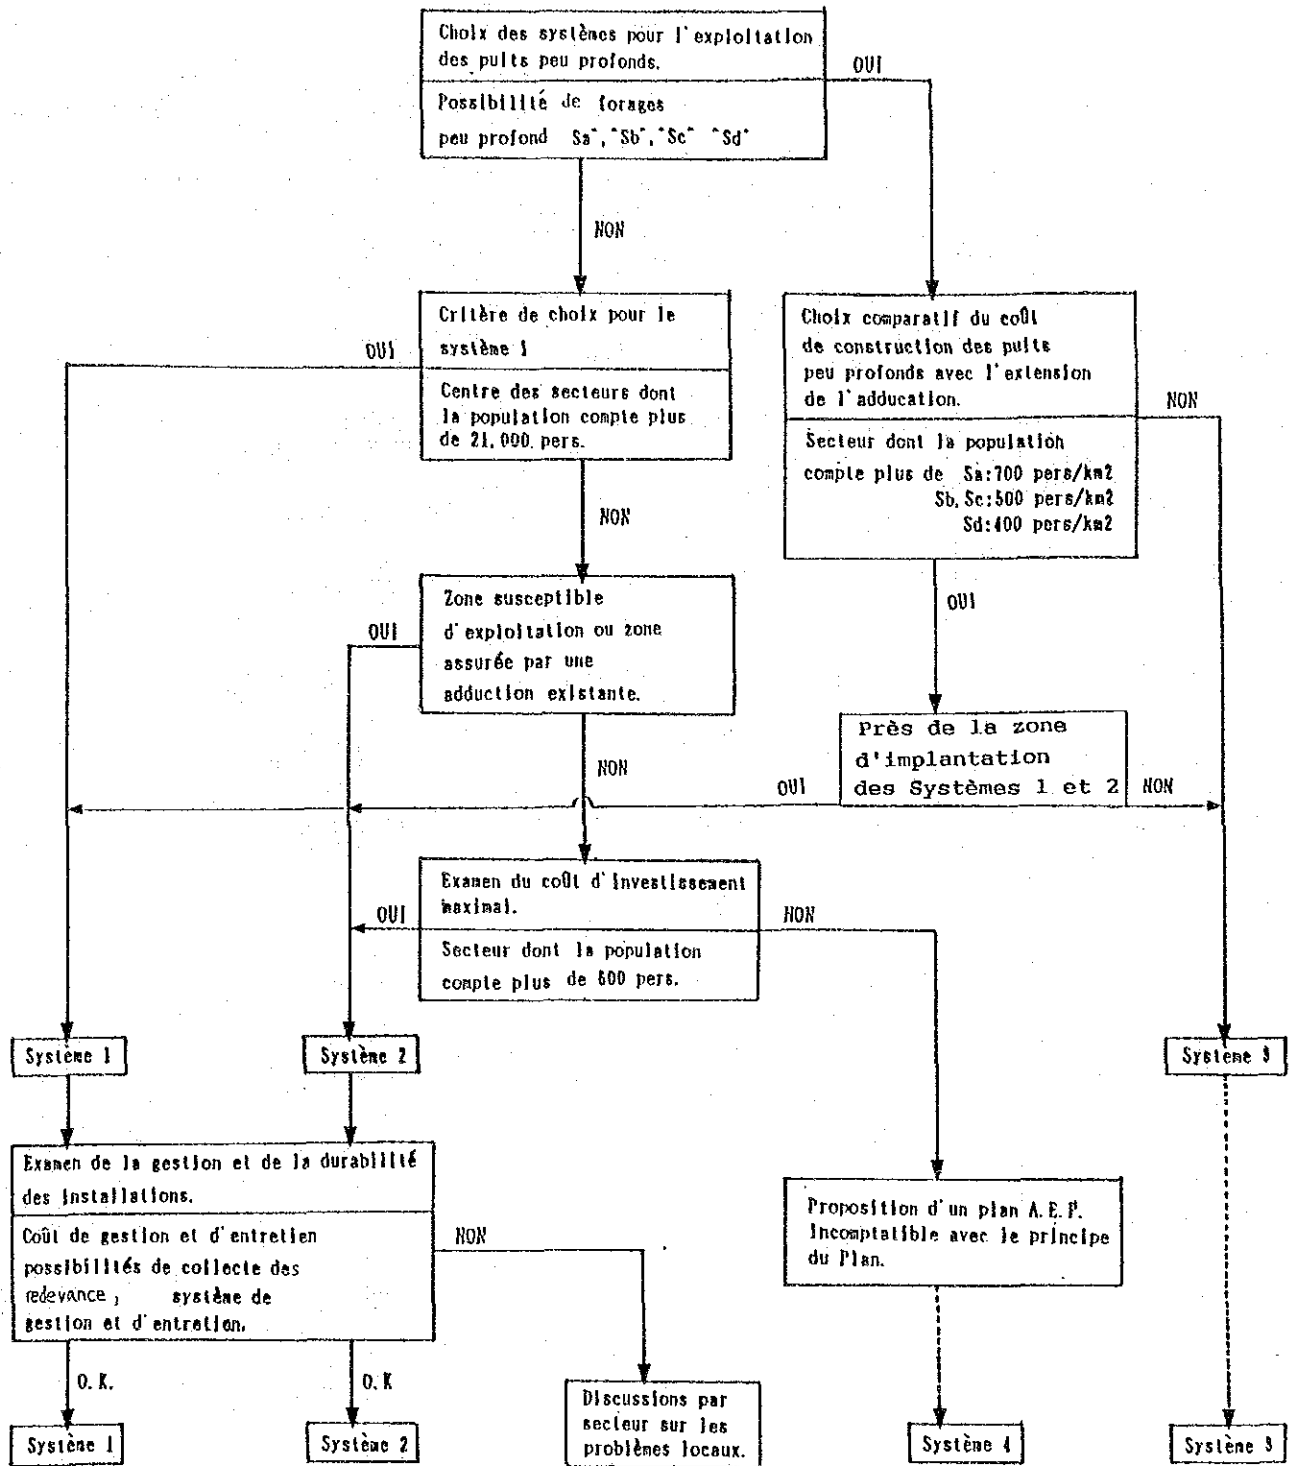 Choix des systèmes pour l'exploitation
des puits peu profonds.
OUI
Possibilité de forages
peu profond Sa", "Sb", "Sc" "Sd"
NON
Critère de choix pour le
système 1
OUI
Centre des secteurs dont
la population compte plus
de 21,000 pers.
NON
Choix comparatif du coût
de construction des puits
peu profonds avec l'extension
de l'adducation.
NON
Secteur dont la population
compte plus de Sa:700 pers/km2
Sb, Sc:500 pers/km2
Sd:400 pers/km2
OUI
Zone susceptible
d'exploitation ou zone
assurée par une
adduction existante.
OUI
NON
Près de la zone
d'implantation
des Systèmes 1 et 2
OUI
NON
Examen du coût d'investissement
maximal.
OUI
NON
Secteur dont la population
compte plus de 600 pers.
Système 1
Système 2
Système 3
Examen de la gestion et de la durabilité
des installations.
Coût de gestion et d'entretien
possibilités de collecte des
redevance, système de
gestion et d'entretien.
NON
Proposition d'un plan A.E.P.
incomptatible avec le principe
du Plan.
O.K.
O.K
Discussions par
secteur sur les
problèmes locaux.
Système 1
Système 2
Système 4
Système 3